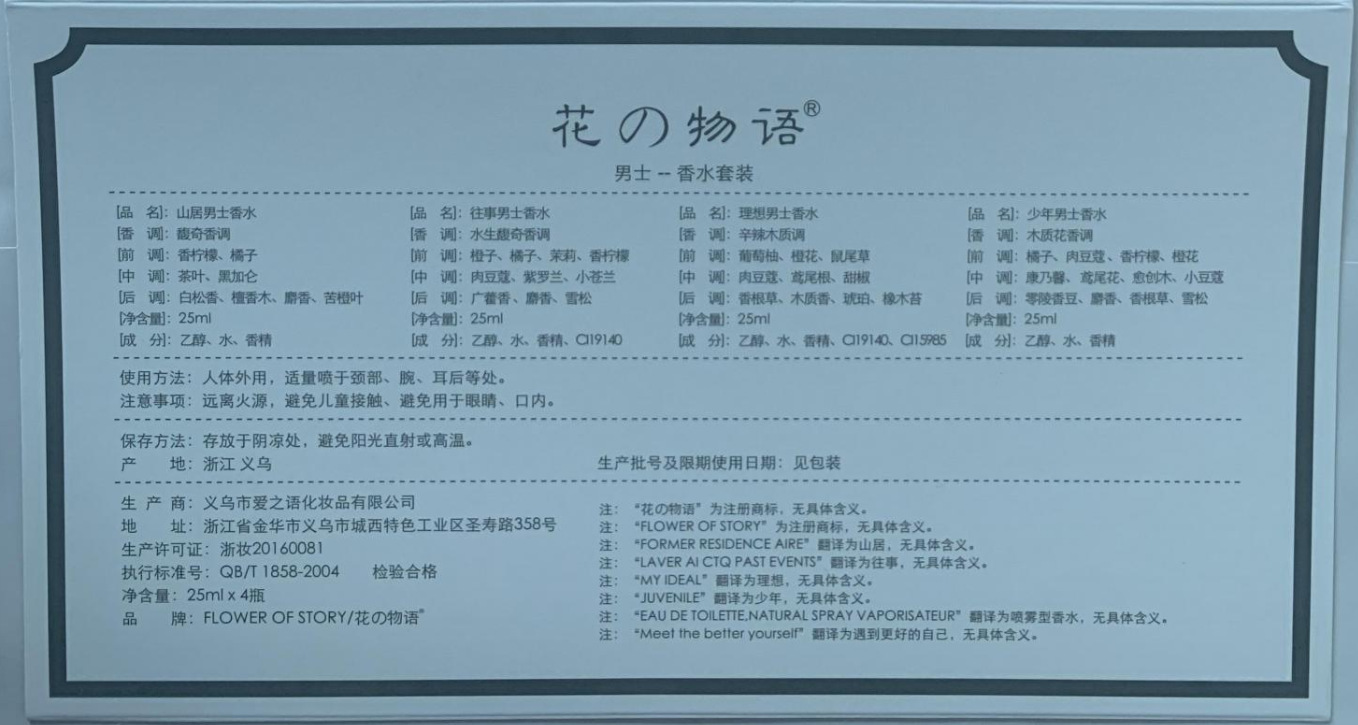 花の物语®
男士 -- 香水套装
[品 名]: 山居男士香水
[香 调]: 馥奇香调
[前 调]: 香柠檬、橘子
[中 调]: 茶叶、黑加仑
[后 调]: 白松香、檀香木、麝香、苦橙叶
[净含量]: 25ml
[成 分]: 乙醇、水、香精
[品 名]: 往事男士香水
[香 调]: 水生馥奇香调
[前 调]: 橙子、橘子、茉莉、香柠檬
[中 调]: 肉豆蔻、紫罗兰、小苍兰
[后 调]: 广藿香、麝香、雪松
[净含量]: 25ml
[成 分]: 乙醇、水、香精、CI19140
[品 名]: 理想男士香水
[香 调]: 辛辣木质调
[前 调]: 葡萄柚、橙花、鼠尾草
[中 调]: 肉豆蔻、鸢尾根、甜椒
[后 调]: 香根草、木质香、琥珀、橡木苔
[净含量]: 25ml
[成 分]: 乙醇、水、香精、CI19140、CI15985
[品 名]: 少年男士香水
[香 调]: 木质花香调
[前 调]: 橘子、肉豆蔻、香柠檬、橙花
[中 调]: 康乃馨、鸢尾花、愈创木、小豆蔻
[后 调]: 零陵香豆、麝香、香根草、雪松
[净含量]: 25ml
[成 分]: 乙醇、水、香精
使用方法：人体外用，适量喷于颈部、腕、耳后等处。
注意事项：远离火源，避免儿童接触、避免用于眼睛、口内。
保存方法：存放于阴凉处，避免阳光直射或高温。
产 地：浙江 义乌
生产批号及限期使用日期：见包装
生 产 商：义乌市爱之语化妆品有限公司
地 址：浙江省金华市义乌市城西特色工业区圣寿路358号
生产许可证：浙妆20160081
执行标准号：QB/T 1858-2004 检验合格
净含量：25ml x 4瓶
品 牌：FLOWER OF STORY/花の物语®
注： “花の物语” 为注册商标，无具体含义。
注： “FLOWER OF STORY” 为注册商标，无具体含义。
注： “FORMER RESIDENCE AIRE” 翻译为山居，无具体含义。
注： “LAVER AI CTQ PAST EVENTS” 翻译为往事，无具体含义。
注： “MY IDEAL” 翻译为理想，无具体含义。
注： “JUVENILE” 翻译为少年，无具体含义。
注： “EAU DE TOILETTE,NATURAL SPRAY VAPORISATEUR” 翻译为喷雾型香水，无具体含义。
注： “Meet the better yourself” 翻译为遇到更好的自己，无具体含义。